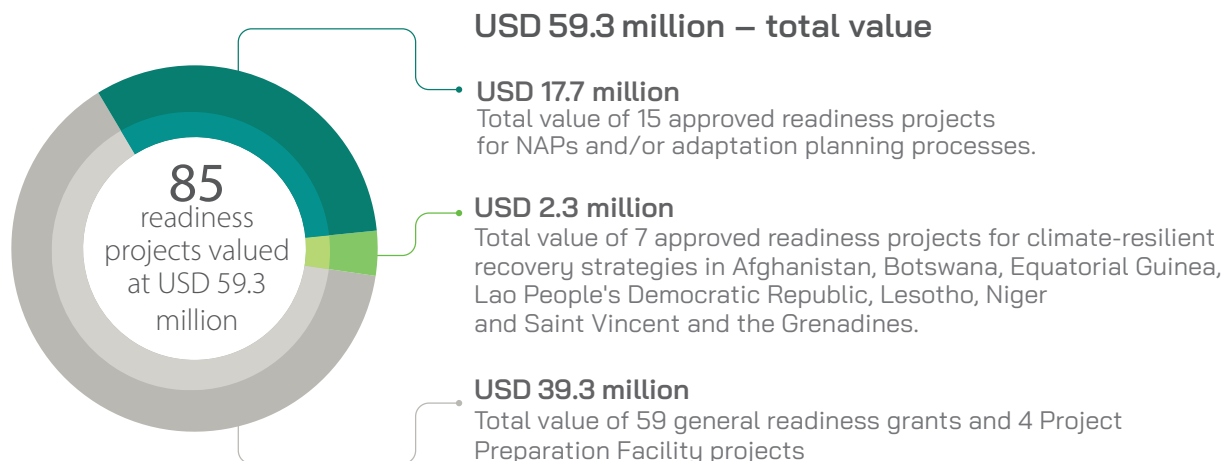 USD 59.3 million – total value
85
readiness
projects valued
at USD 59.3
million
USD 17.7 million
Total value of 15 approved readiness projects
for NAPs and/or adaptation planning processes.
USD 2.3 million
Total value of 7 approved readiness projects for climate-resilient
recovery strategies in Afghanistan, Botswana, Equatorial Guinea,
Lao People's Democratic Republic, Lesotho, Niger
and Saint Vincent and the Grenadines.
USD 39.3 million
Total value of 59 general readiness grants and 4 Project
Preparation Facility projects